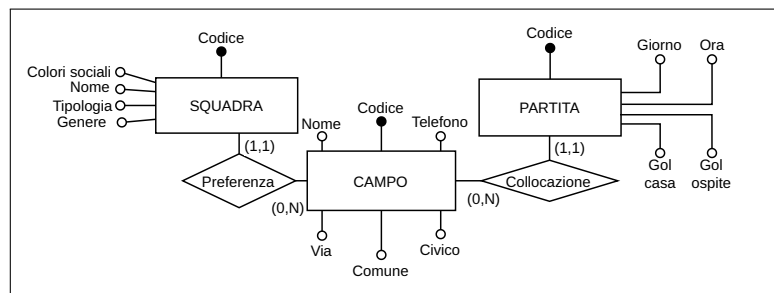 Codice
Colori sociali
Nome
Tipologia
Genere
SQUADRA
(1,1)
Preferenza
(0,N)
Nome
Codice
Telefono
CAMPO
Via
Comune
Civico
(0,N)
Collocazione
(1,1)
Codice
PARTITA
Giorno
Ora
Gol
casa
Gol
ospite